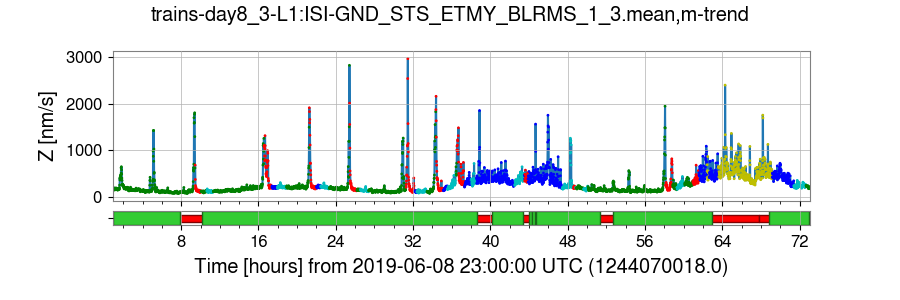 trains-day8_3-L1:ISI-GND_STS_ETMY_BLRMS_1_3.mean,m-trend
3000
2000
1000
0
Z [nm/s]
8 16 24 32 40 48 56 64 72
Time [hours] from 2019-06-08 23:00:00 UTC (1244070018.0)